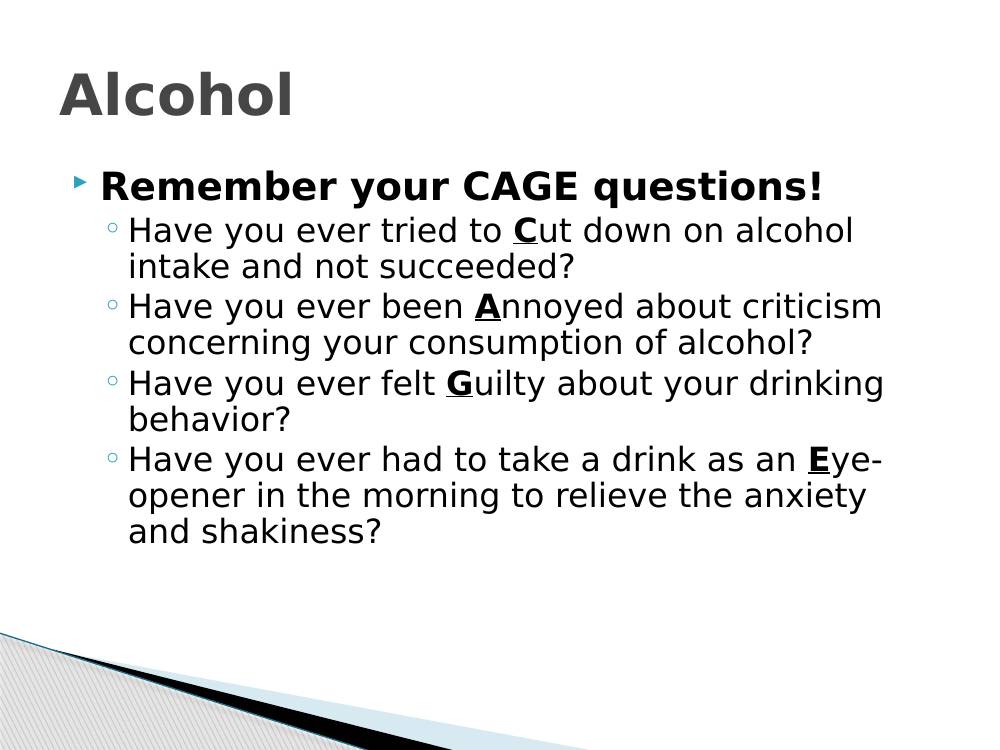 Alcohol
Remember your CAGE questions!
Have you ever tried to Cut down on alcohol
intake and not succeeded?
Have you ever been Annoyed about criticism
concerning your consumption of alcohol?
Have you ever felt Guilty about your drinking
behavior?
Have you ever had to take a drink as an Eye-
opener in the morning to relieve the anxiety
and shakiness?